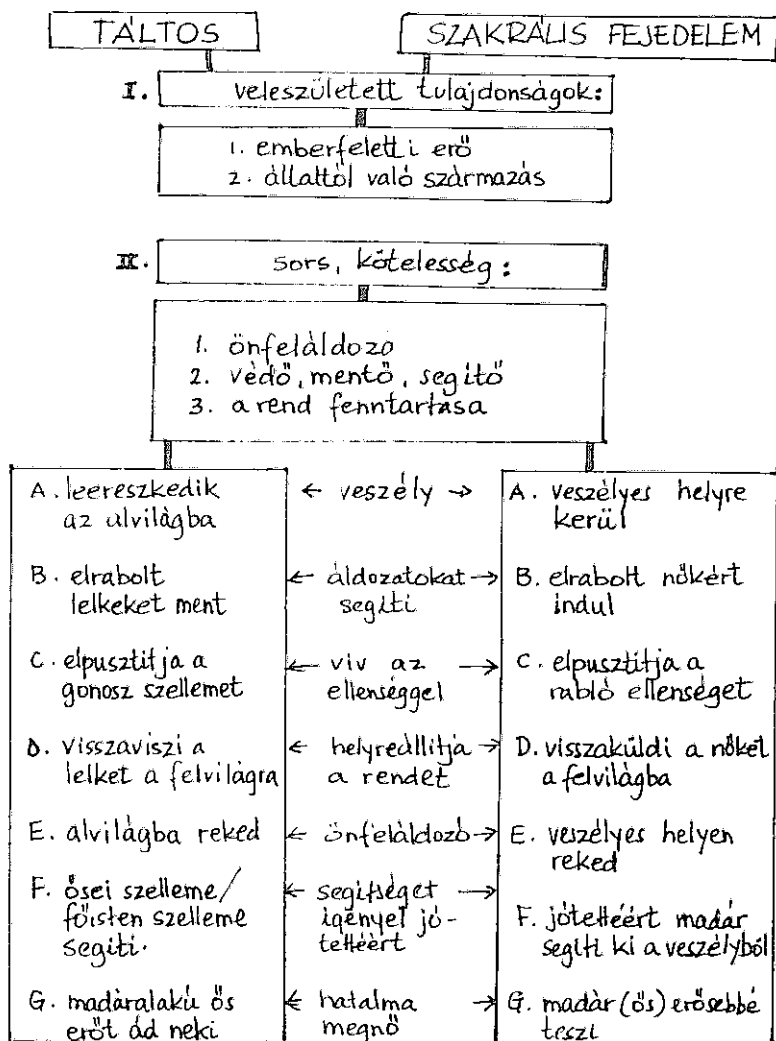 TÁLTOS
SZAKRÁLIS FEJEDELEM
I. veleszületett tulajdonságok:
1. emberfeletti erő
2. állattól való származás
II. sors, kötelesség:
1. önfeláldozó
2. védő, mentő, segítő
3. a rend fenntartása
A. leereszkedik az alvilágba
← veszély →
A. veszélyes helyre kerül
B. elrabolt lelkeket ment
← áldozatokat segíti →
B. elrabolt nőkért indul
C. elpusztítja a gonosz szellemet
← vív az ellenséggel →
C. elpusztítja a rabló ellenséget
D. visszaviszi a lelket a felvilágra
← helyreállítja a rendet →
D. visszaküldi a nőket a felvilágba
E. alvilágba reked
← önfeláldozó →
E. veszélyes helyen reked
F. ősei szelleme/ főisten szelleme segíti.
← segítséget igényel jó- tettéért →
F. jótettéért madár segíti ki a veszélyből
G. madáralakú ős erőt ád neki
← hatalma megnő →
G. madár (ős) erősebbé teszi